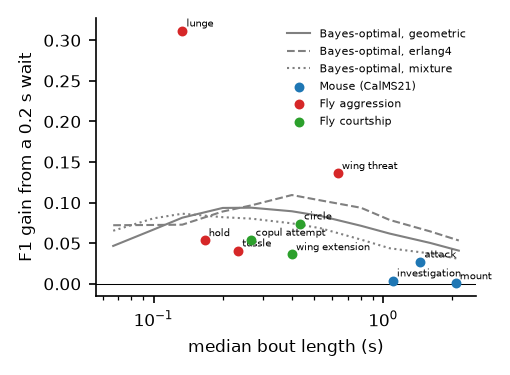 F1 gain from a 0.2 s wait
0.30
0.25
0.20
0.15
0.10
0.05
0.00
lunge
Bayes-optimal, geometric
Bayes-optimal, erlang4
Bayes-optimal, mixture
Mouse (CalMS21)
Fly aggression
Fly courtship
wing threat
circle
hold
copul attempt
tussle
wing extension
attack
investigation
mount
10⁻¹
10⁰
median bout length (s)